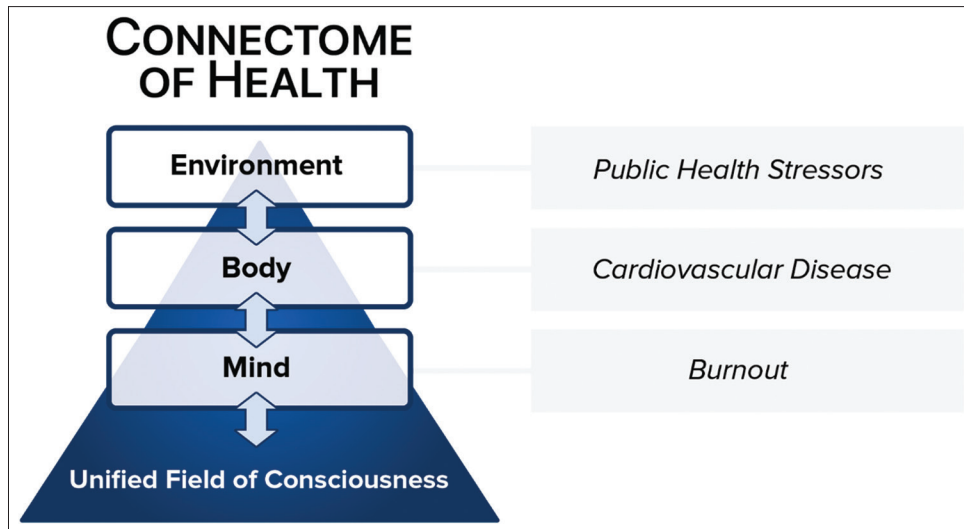 CONNECTOME
OF HEALTH
Environment
Public Health Stressors
Body
Cardiovascular Disease
Mind
Burnout
Unified Field of Consciousness